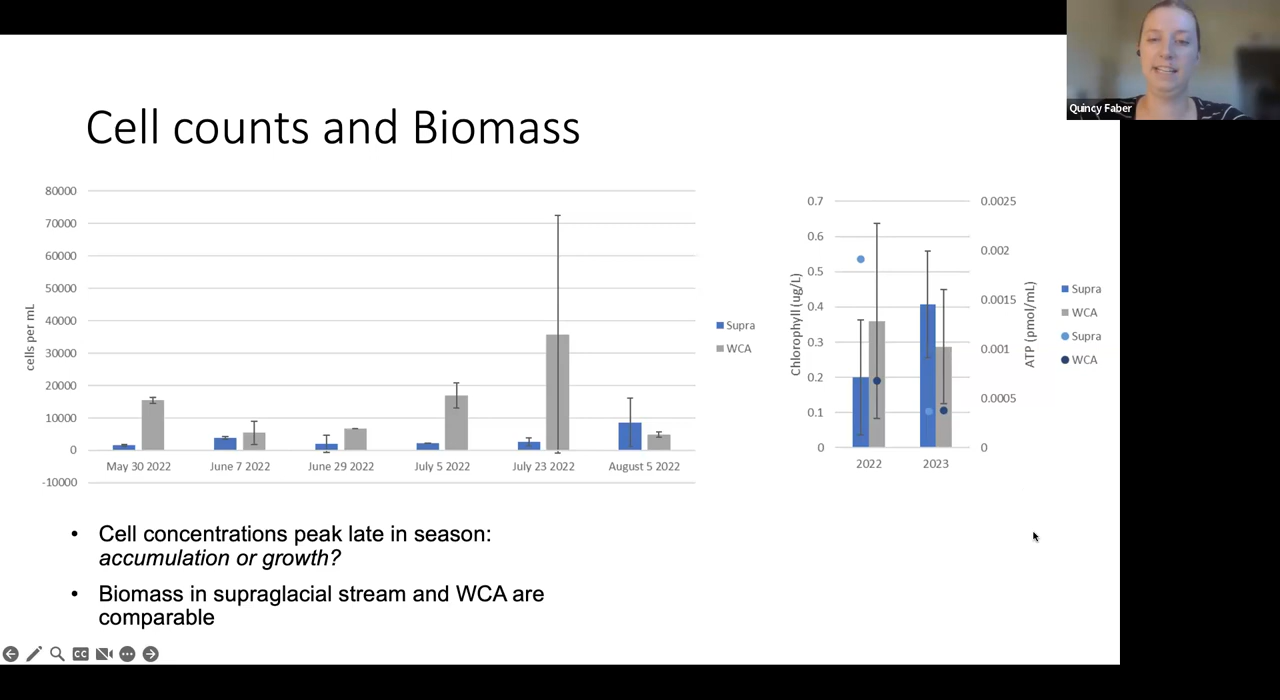 Quincy Faber
Cell counts and Biomass
80000
70000
60000
50000
40000
30000
20000
10000
0
-10000
cells per mL
May 30 2022
June 7 2022
June 29 2022
July 5 2022
July 23 2022
August 5 2022
Supra
WCA
0.7
0.6
0.5
0.4
0.3
0.2
0.1
0
Chlorophyll (ug/L)
2022
2023
0.0025
0.002
0.0015
0.001
0.0005
0
ATP (pmol/mL)
Supra
WCA
Supra
WCA
• Cell concentrations peak late in season:
accumulation or growth?
• Biomass in supraglacial stream and WCA are
comparable
CC